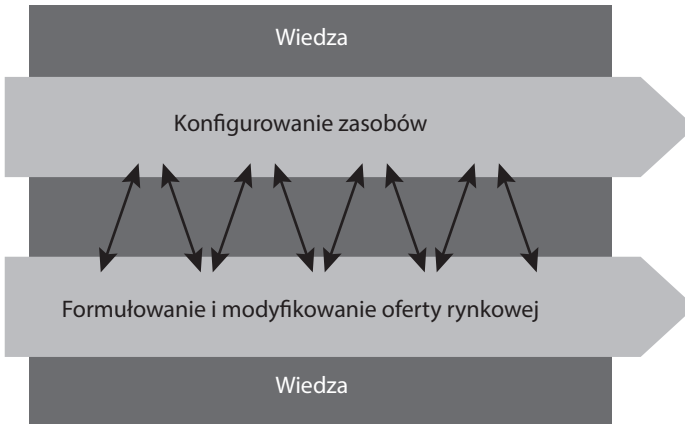 Wiedza
Konfigurowanie zasobów
Formułowanie i modyfikowanie oferty rynkowej
Wiedza